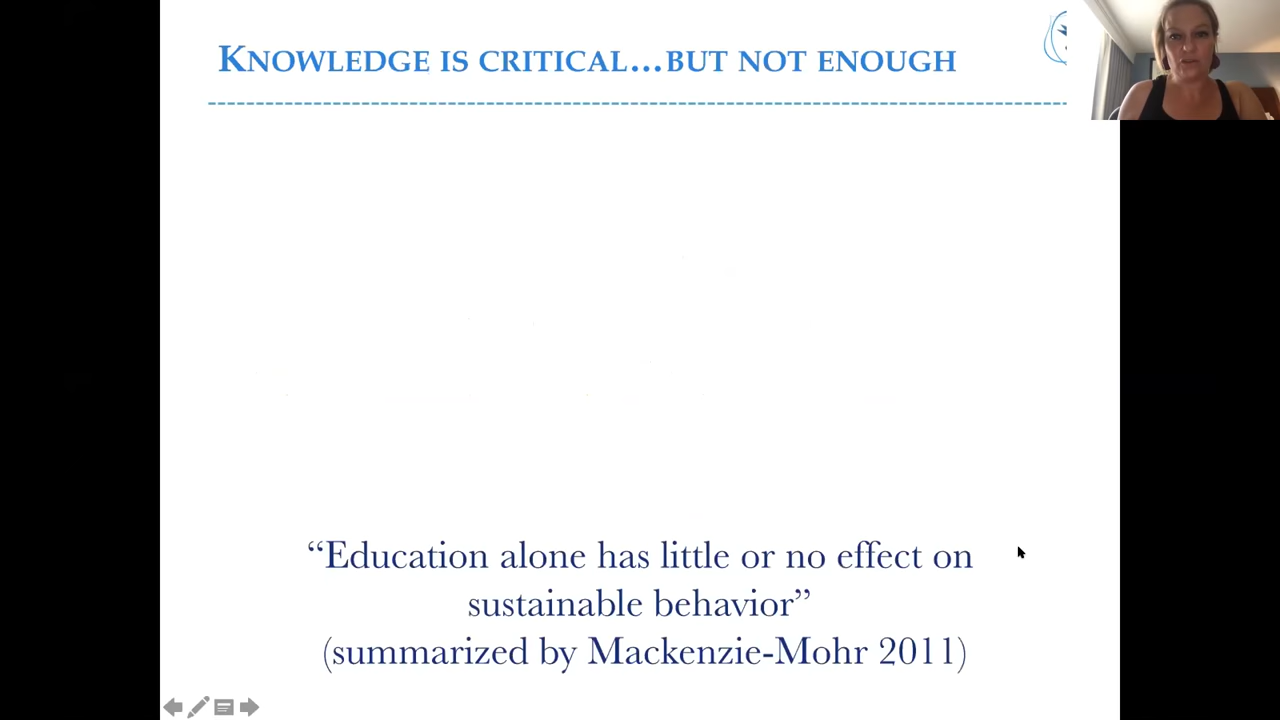 KNOWLEDGE IS CRITICAL...BUT NOT ENOUGH
“Education alone has little or no effect on
sustainable behavior”
(summarized by Mackenzie-Mohr 2011)